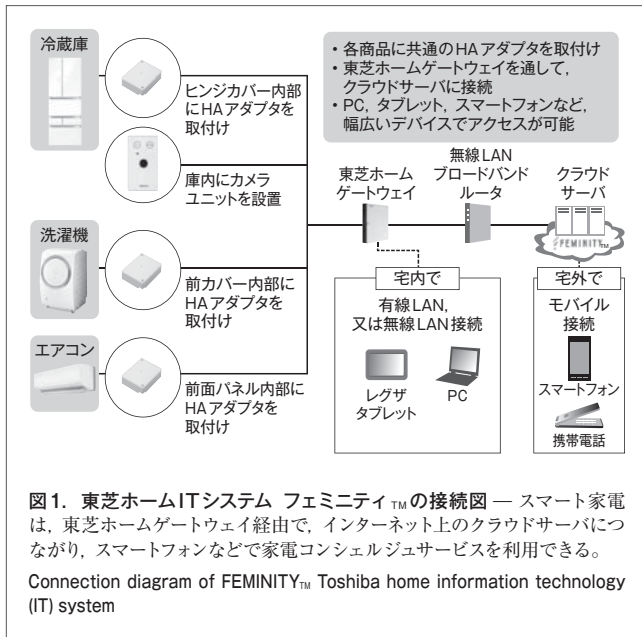 冷蔵庫
ヒンジカバー内部
にHAアダプタを
取付け
庫内にカメラ
ユニットを設置
洗濯機
前カバー内部に
HAアダプタを
取付け
エアコン
前面パネル内部に
HAアダプタを
取付け
・各商品に共通のHAアダプタを取付け
・東芝ホームゲートウェイを通して，
クラウドサーバに接続
・PC，タブレット，スマートフォンなど，
幅広いデバイスでアクセスが可能
東芝ホーム
ゲートウェイ
無線LAN
ブロードバンド
ルータ
クラウド
サーバ
FEMINITY™
宅内で
有線LAN，
又は無線LAN接続
レグザ
タブレット
PC
宅外で
モバイル
接続
スマートフォン
携帯電話
図1．東芝ホームITシステム フェミニティ™の接続図 — スマート家電
は，東芝ホームゲートウェイ経由で，インターネット上のクラウドサーバにつ
ながり，スマートフォンなどで家電コンシェルジュサービスを利用できる。
Connection diagram of FEMINITY™ Toshiba home information technology
(IT) system